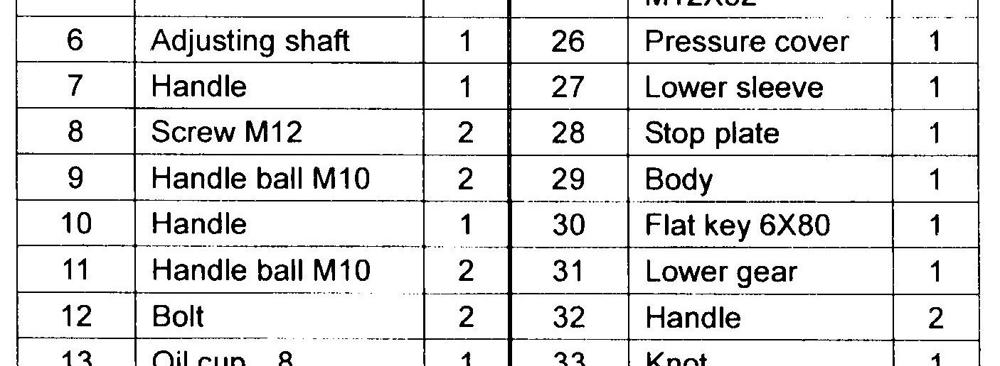 M12X62
6 Adjusting shaft 1 26 Pressure cover 1
7 Handle 1 27 Lower sleeve 1
8 Screw M12 2 28 Stop plate 1
9 Handle ball M10 2 29 Body 1
10 Handle 1 30 Flat key 6X80 1
11 Handle ball M10 2 31 Lower gear 1
12 Bolt 2 32 Handle 2
13 Oil cup 8 1 33 Knot 1